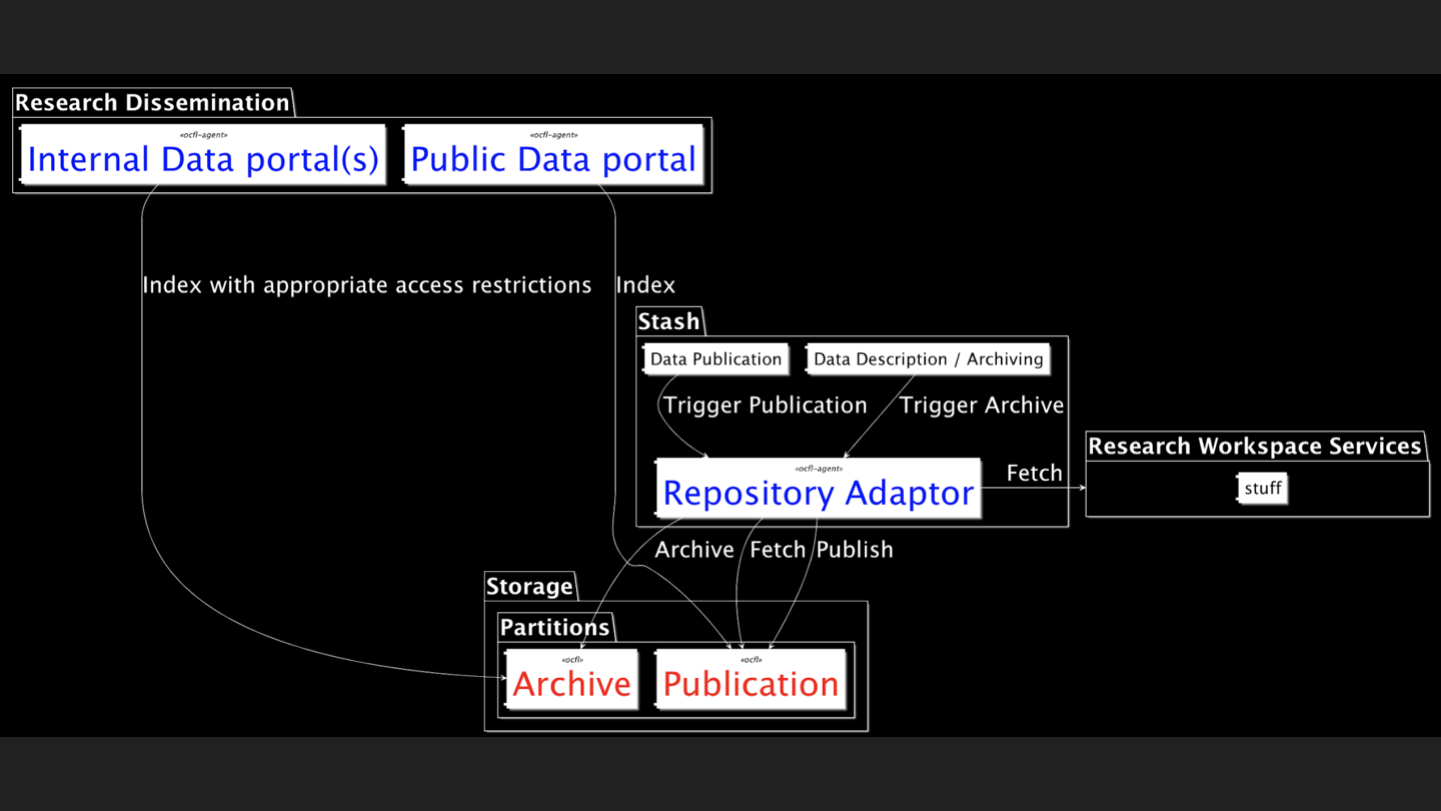 Research Dissemination
«ocfl-agent»
Internal Data portal(s)
«ocfl-agent»
Public Data portal
Index with appropriate access restrictions
Index
Stash
Data Publication
Data Description / Archiving
Trigger Publication
Trigger Archive
«ocfl-agent»
Repository Adaptor
Fetch
Research Workspace Services
stuff
Archive
Fetch
Publish
Storage
Partitions
«ocfl»
Archive
«ocfl»
Publication